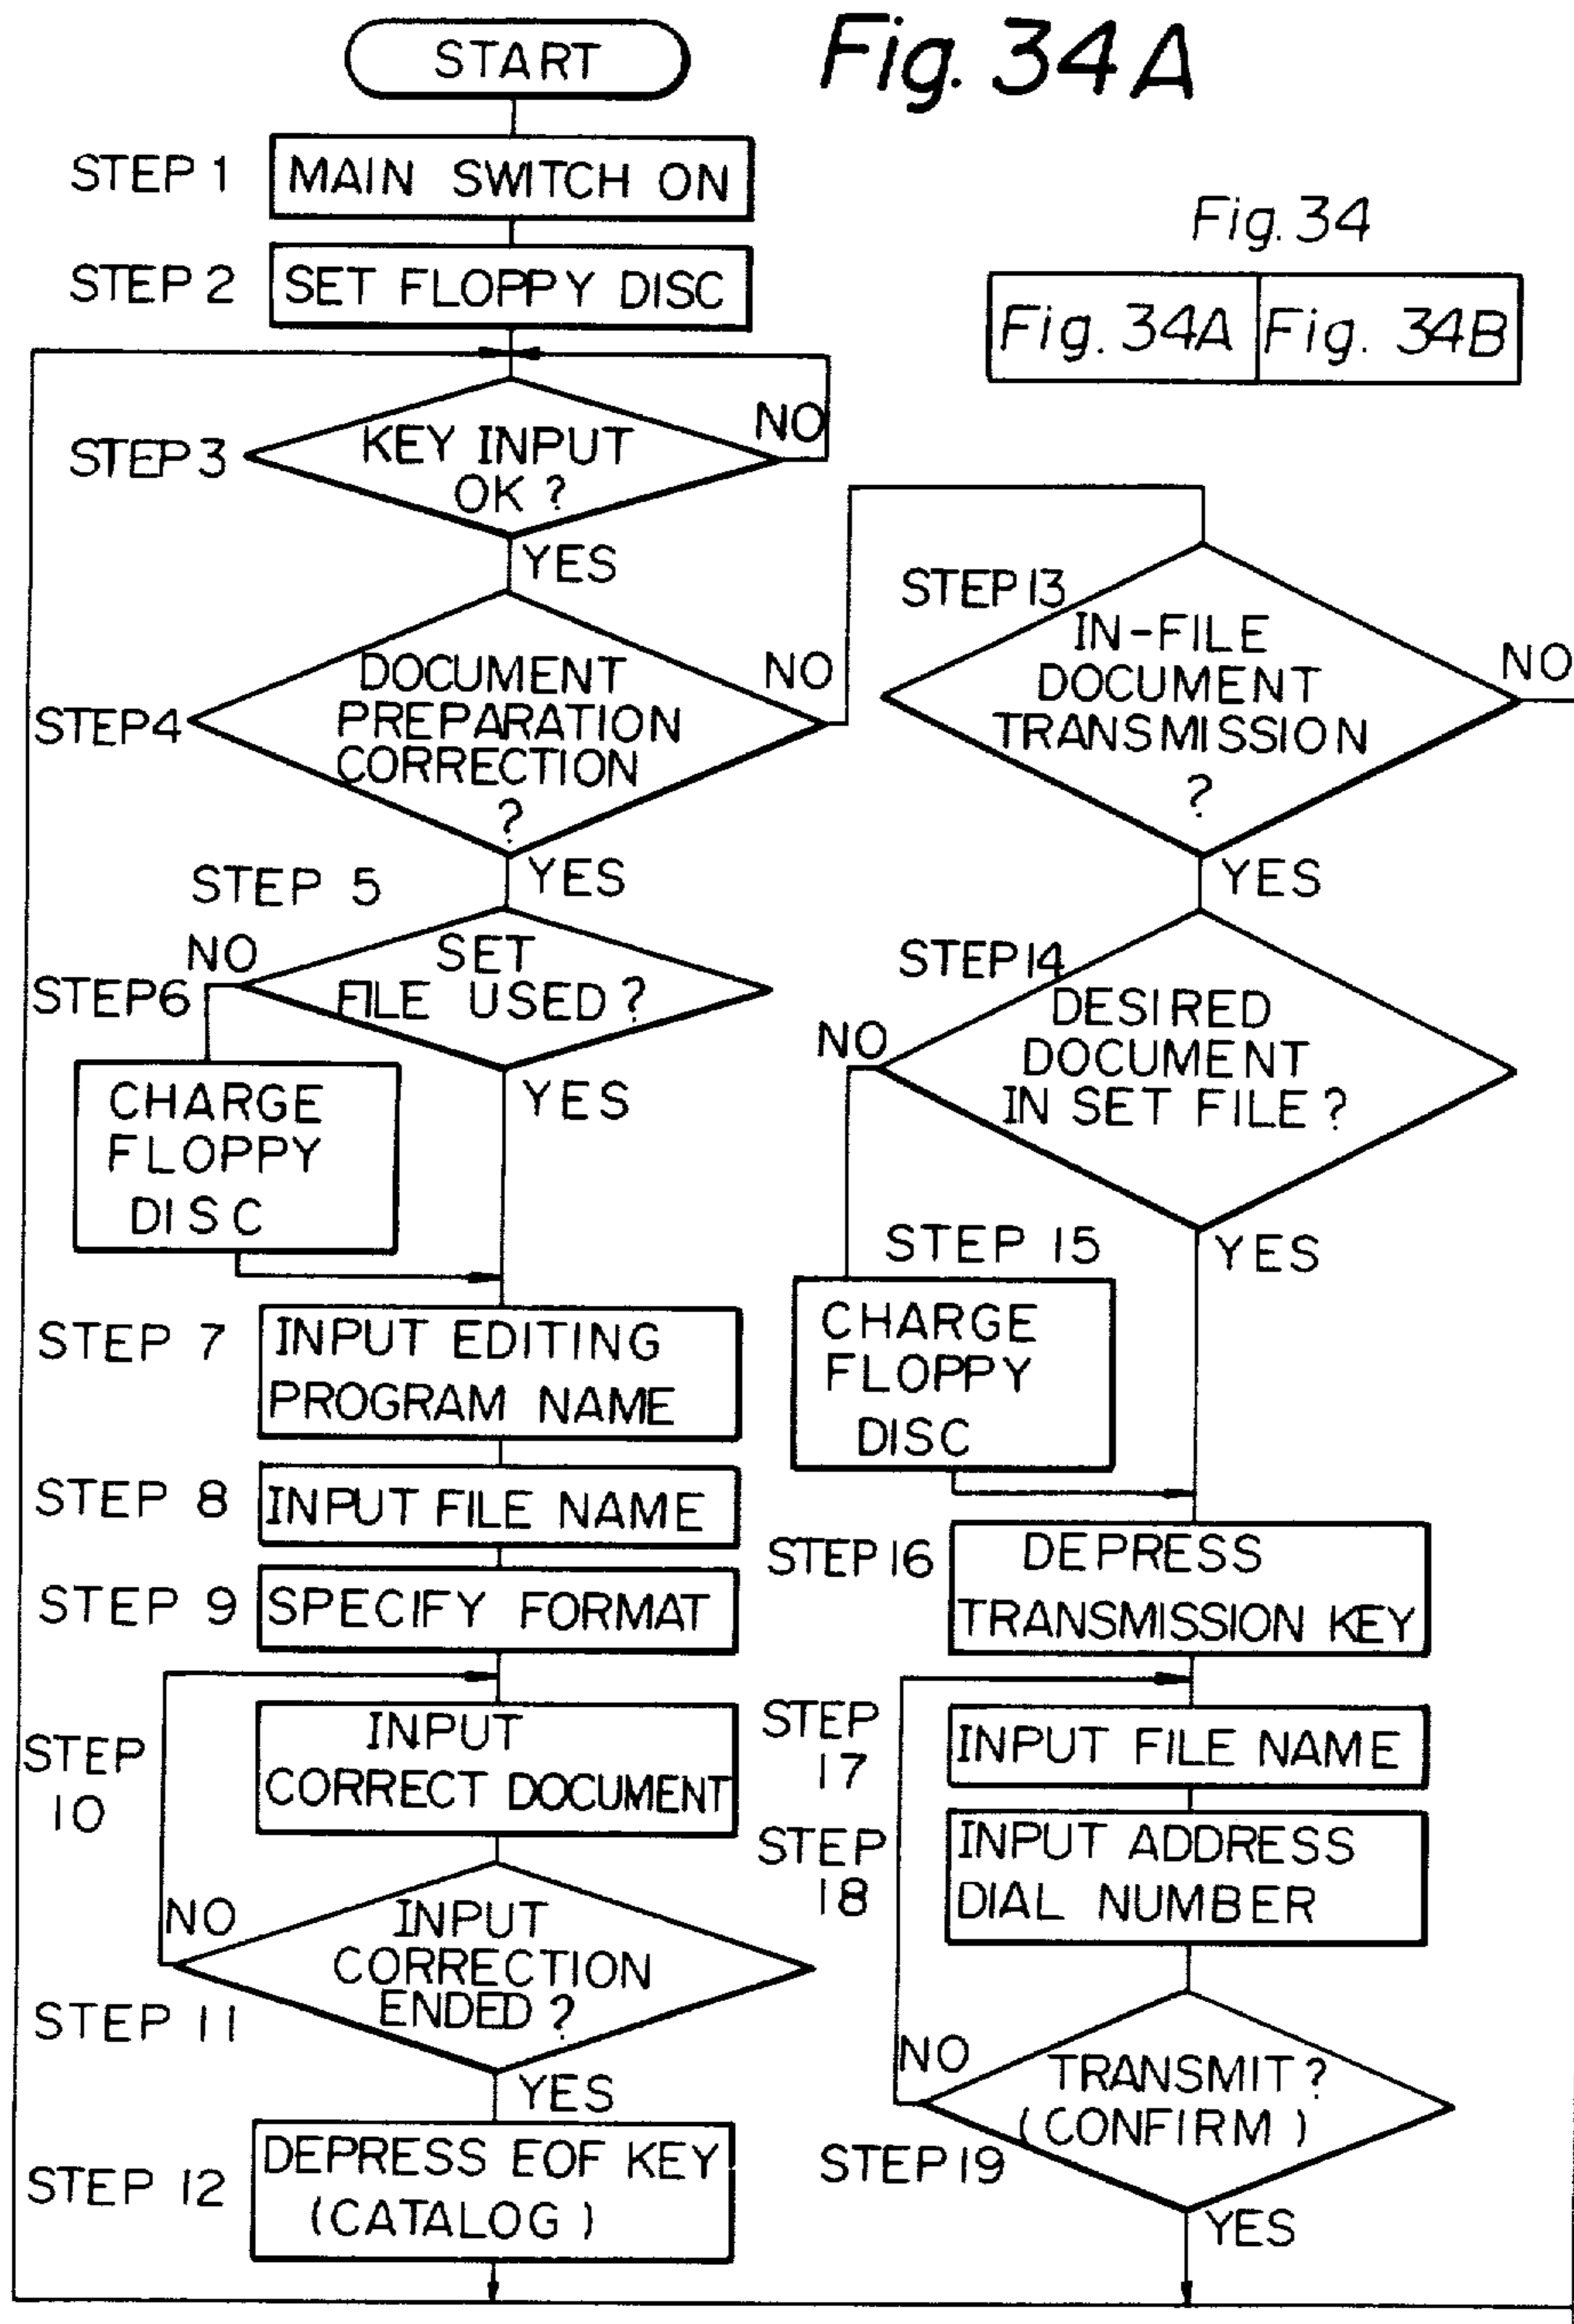 Fig. 34A
START
STEP 1
MAIN SWITCH ON
STEP 2
SET FLOPPY DISC
Fig. 34
Fig. 34A
Fig. 34B
STEP 3
KEY INPUT
OK ?
NO
YES
STEP 4
DOCUMENT
PREPARATION
CORRECTION
?
NO
YES
STEP 5
SET
FILE USED ?
NO
YES
STEP 6
CHARGE
FLOPPY
DISC
STEP 7
INPUT EDITING
PROGRAM NAME
STEP 8
INPUT FILE NAME
STEP 9
SPECIFY FORMAT
STEP
10
INPUT
CORRECT DOCUMENT
NO
INPUT
CORRECTION
ENDED ?
STEP 11
YES
STEP 12
DEPRESS EOF KEY
(CATALOG)
STEP 13
IN-FILE
DOCUMENT
TRANSMISSION
?
NO
YES
STEP 14
DESIRED
DOCUMENT
IN SET FILE ?
NO
YES
STEP 15
CHARGE
FLOPPY
DISC
STEP 16
DEPRESS
TRANSMISSION KEY
STEP
17
INPUT FILE NAME
STEP
18
INPUT ADDRESS
DIAL NUMBER
NO
TRANSMIT ?
(CONFIRM)
STEP 19
YES